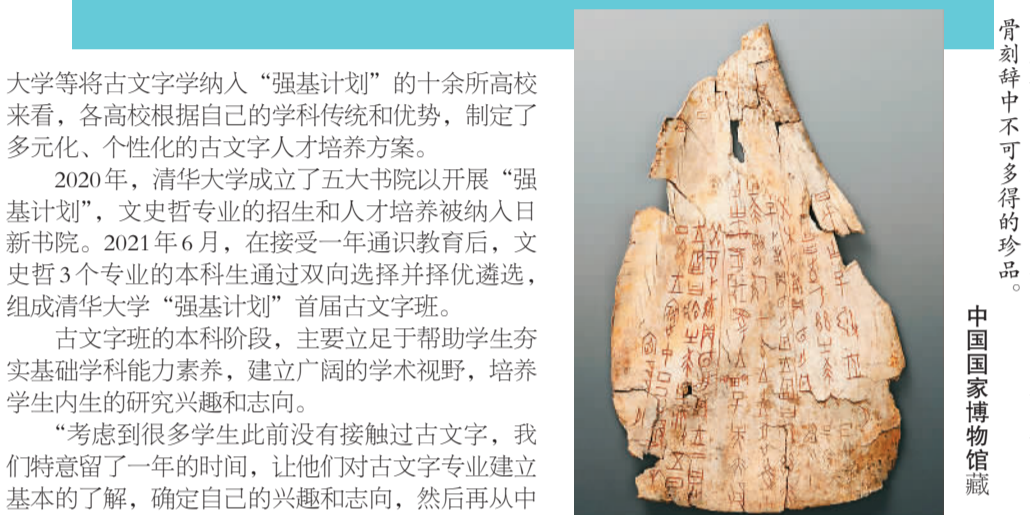 大学等将古文字学纳入“强基计划”的十余所高校
来看，各高校根据自己的学科传统和优势，制定了
多元化、个性化的古文字人才培养方案。
2020年，清华大学成立了五大书院以开展“强
基计划”，文史哲专业的招生和人才培养被纳入日
新书院。2021年6月，在接受一年通识教育后，文
史哲3个专业的本科生通过双向选择并择优遴选，
组成清华大学“强基计划”首届古文字班。
古文字班的本科阶段，主要立足于帮助学生夯
实基础学科能力素养，建立广阔的学术视野，培养
学生内生的研究兴趣和志向。
“考虑到很多学生此前没有接触过古文字，我
们特意留了一年的时间，让他们对古文字专业建立
基本的了解，确定自己的兴趣和志向，然后再从中
骨刻辞中不可多得的珍品。
中国国家博物馆藏